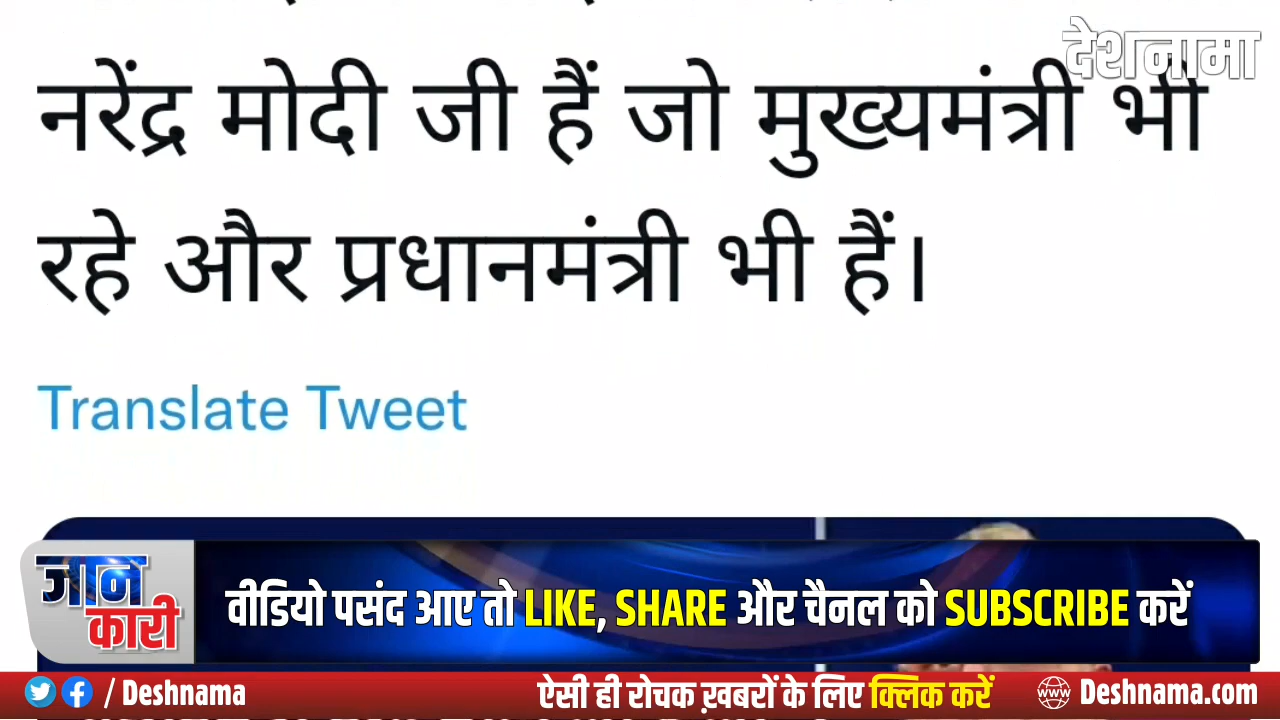 देशनामा
नरेंद्र मोदी जी हैं जो मुख्यमंत्री भी
रहे और प्रधानमंत्री भी हैं।
Translate Tweet
जान
कारी
वीडियो पसंद आए तो LIKE, SHARE और चैनल को SUBSCRIBE करें
/ Deshnama
ऐसी ही रोचक ख़बरों के लिए क्लिक करें
Deshnama.com